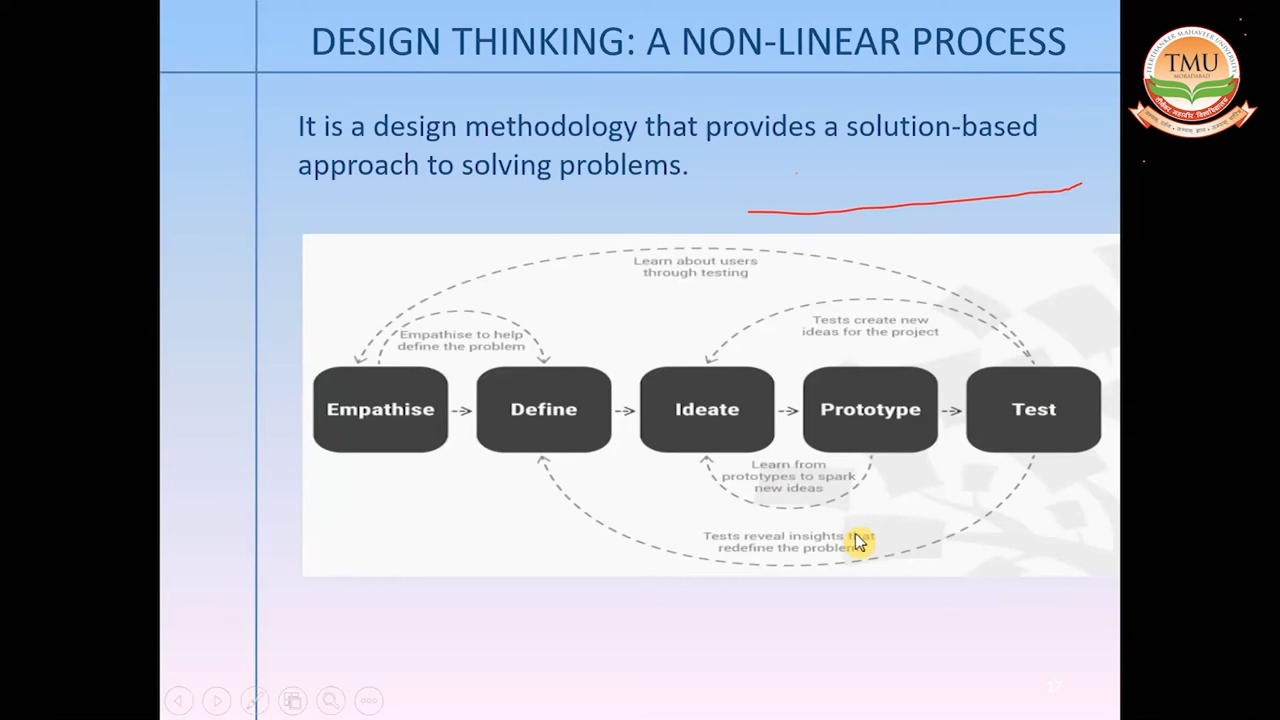 DESIGN THINKING: A NON-LINEAR PROCESS
TEERTHANKER MAHAVEER UNIVERSITY
TMU
MORADABAD
It is a design methodology that provides a solution-based
approach to solving problems.
Learn about users
through testing
Tests create new
ideas for the project
Empathise to help
define the problem
Empathise
Define
Ideate
Prototype
Test
Learn from
prototypes to spark
new ideas
Tests reveal insights that
redefine the problem
17